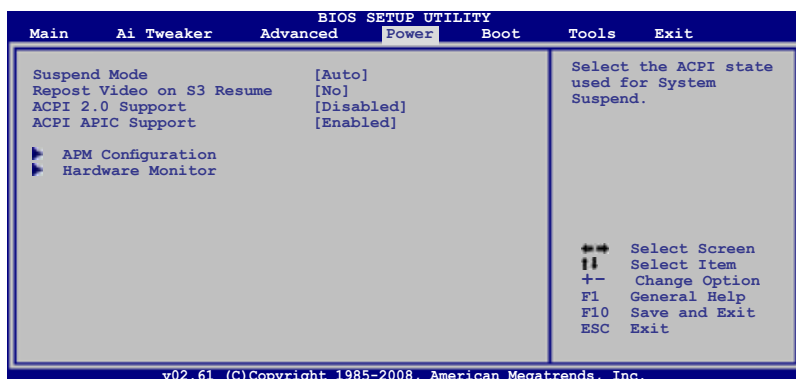 BIOS SETUP UTILITY
Main Ai Tweaker Advanced Power Boot Tools Exit
Suspend Mode [Auto]
Repost Video on S3 Resume [No]
ACPI 2.0 Support [Disabled]
ACPI APIC Support [Enabled]
APM Configuration
Hardware Monitor
Select the ACPI state
used for System
Suspend.
Select Screen
Select Item
+- Change Option
F1 General Help
F10 Save and Exit
ESC Exit
v02.61 (C)Copyright 1985-2008, American Megatrends, Inc.